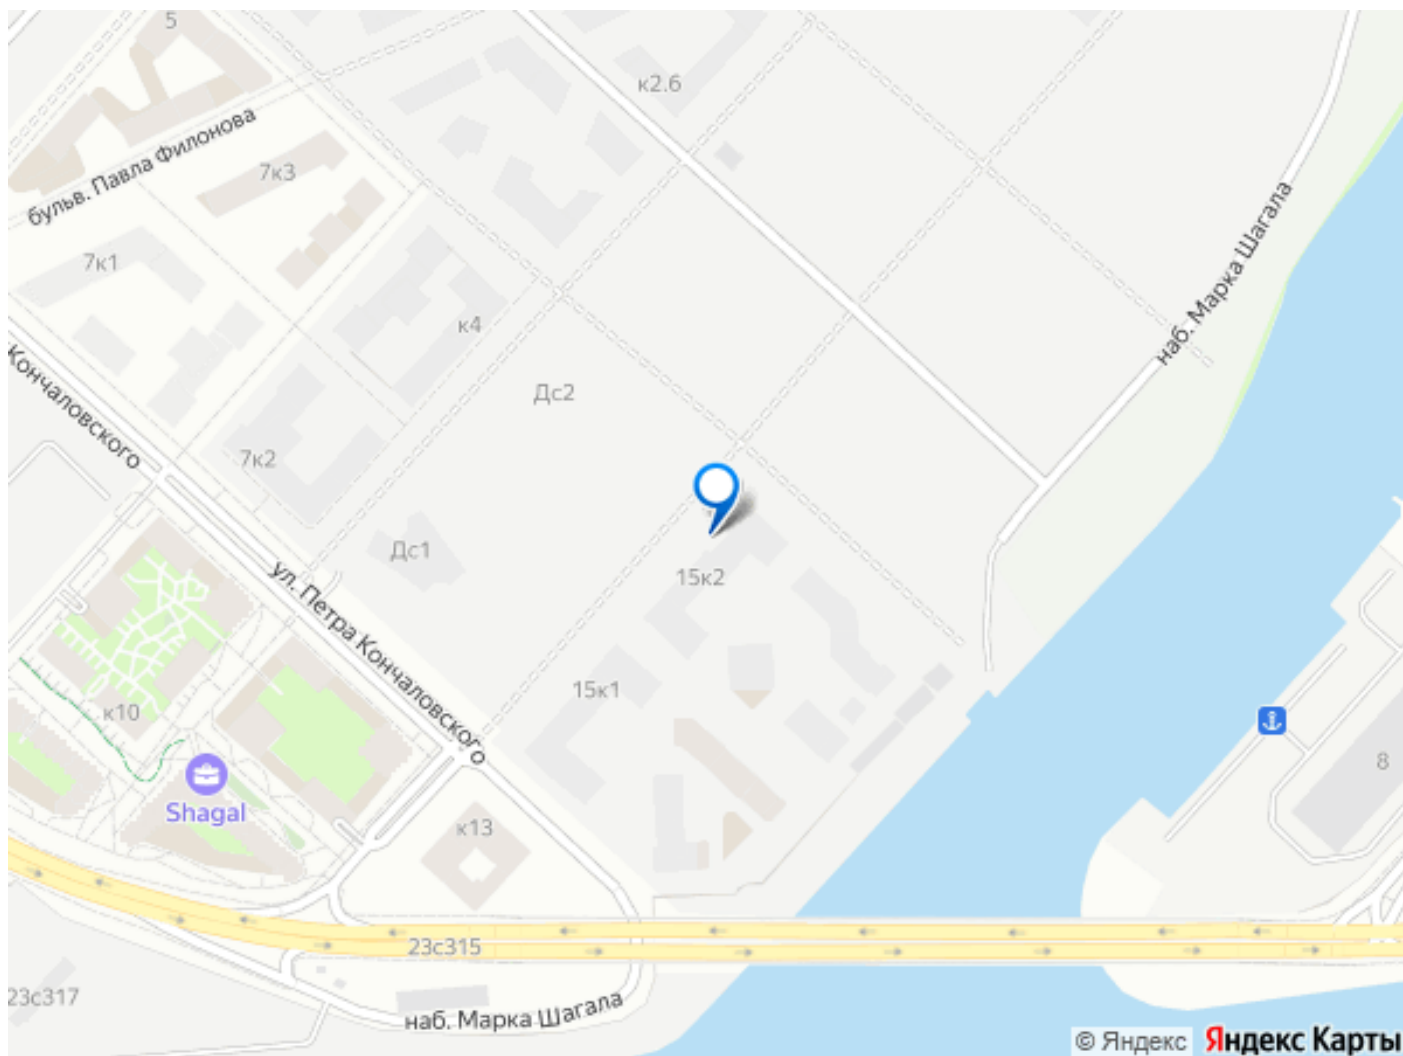 5
к2.6
бульв. Павла Филонова
7к3
7к1
наб. Марка Шагала
к4
Кончаловского
Дс2
7к2
Дс1
15к2
ул. Петра Кончаловского
15к1
к10
8
Shagal
к13
23с315
23с317
наб. Марка Шагала
© Яндекс Яндекс Карты